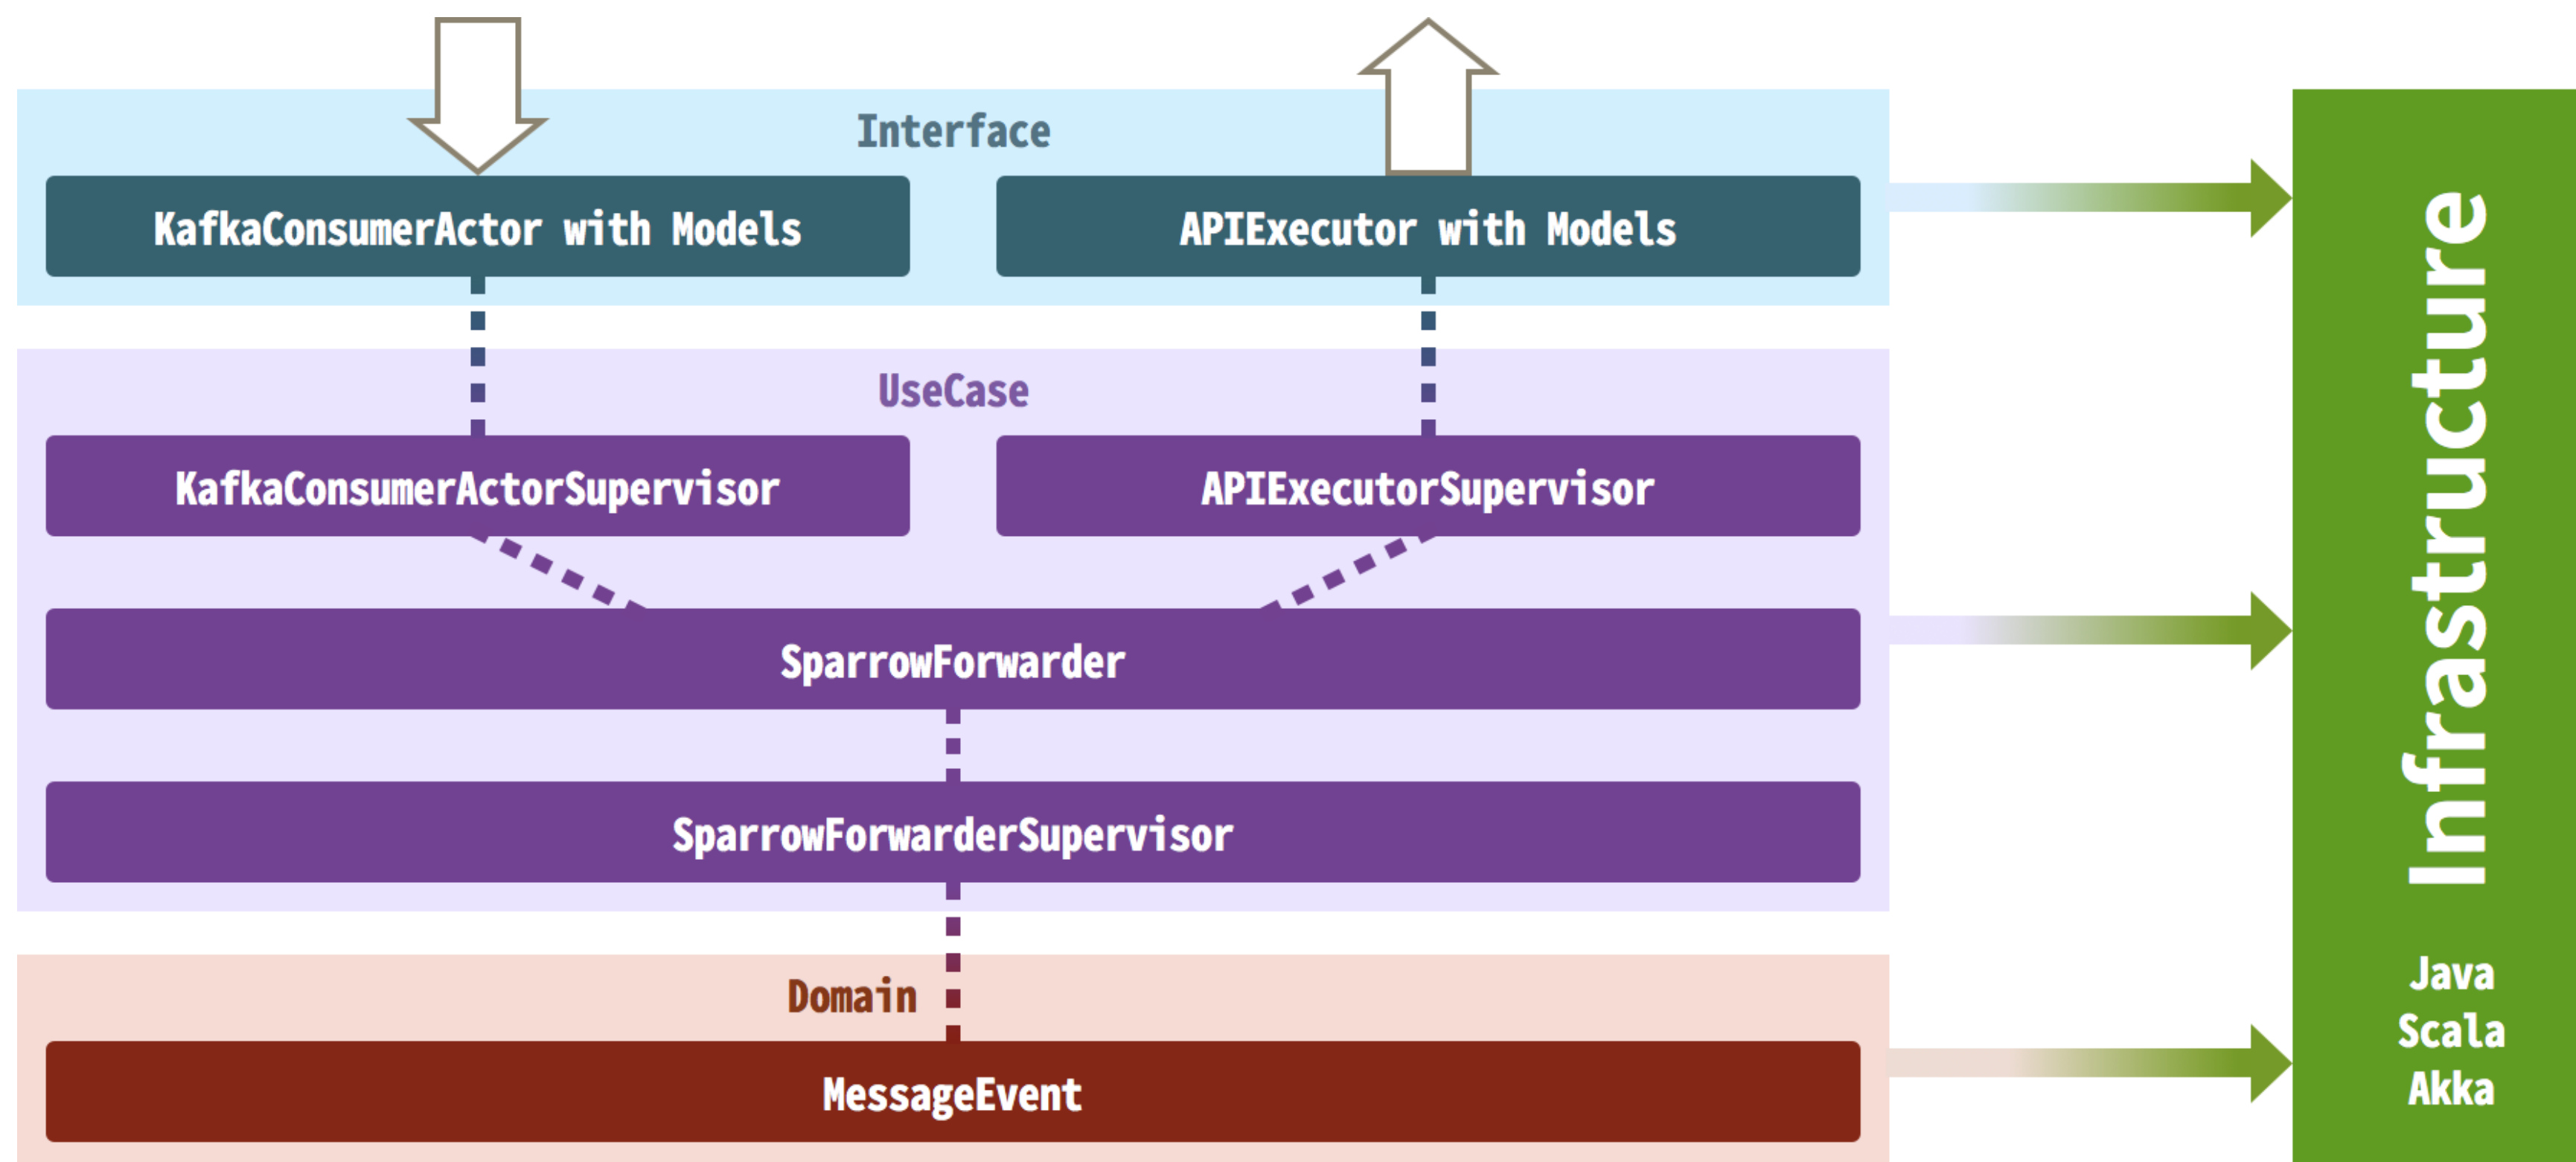 Interface
KafkaConsumerActor with Models
APIExecutor with Models
UseCase
KafkaConsumerActorSupervisor
APIExecutorSupervisor
SparrowForwarder
SparrowForwarderSupervisor
Domain
MessageEvent
Infrastructure
Java
Scala
Akka